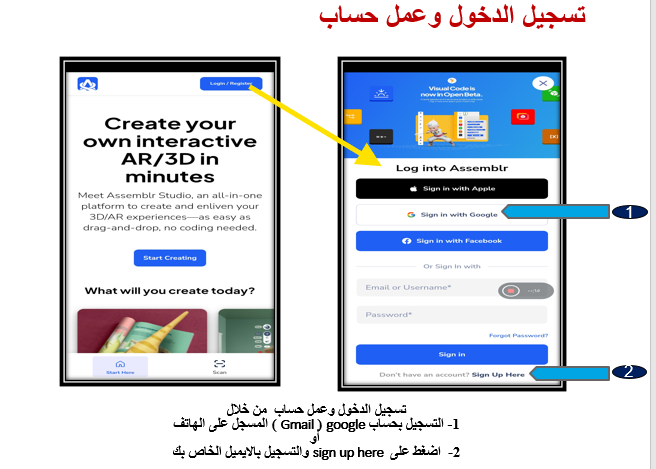 تسجيل الدخول وعمل حساب
Login / Register
Create your
own interactive
AR/3D in
minutes
Meet Assemblr Studio, an all-in-one
platform to create and enliven your
3D/AR experiences—as easy as
drag-and-drop, no coding needed.
Start Creating
What will you create today?
Start Here
Scan
Visual Code is
now in Open Beta.
Log into Assemblr
Sign in with Apple
Sign in with Google
1
Sign in with Facebook
Or Sign in with
Email or Username*
Password*
Forgot Password?
Sign in
Don't have an account? Sign Up Here
2
تسجيل الدخول وعمل حساب من خلال
1- التسجيل بحساب google ( Gmail ) المسجل على الهاتف
أو
2- اضغط على sign up here والتسجيل بالايميل الخاص بك